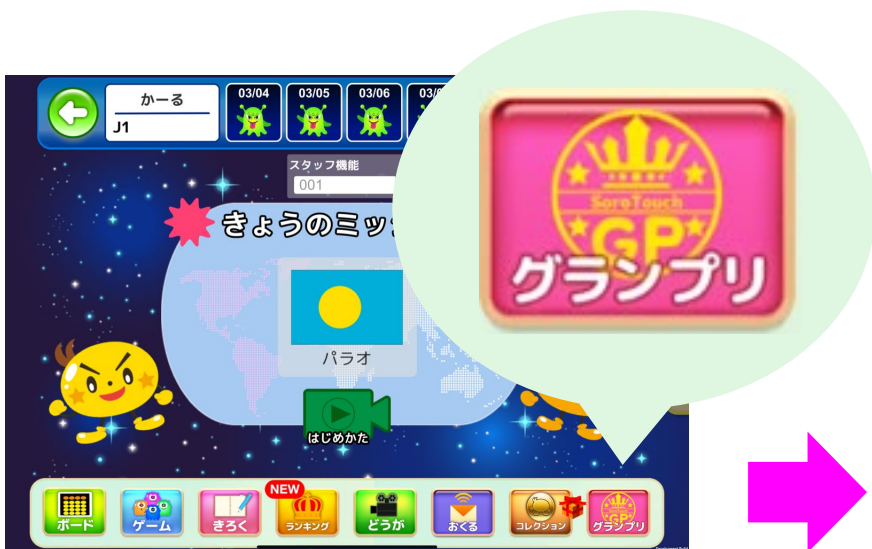 かーる
J1
03/04
03/05
03/06
スタッフ機能
001
きょうのミッ
パラオ
はじめかた
SoroTouch
GP
グランプリ
ボード
ゲーム
きろく
NEW
ランキング
どうが
おくる
コレクション
GP
グランプリ